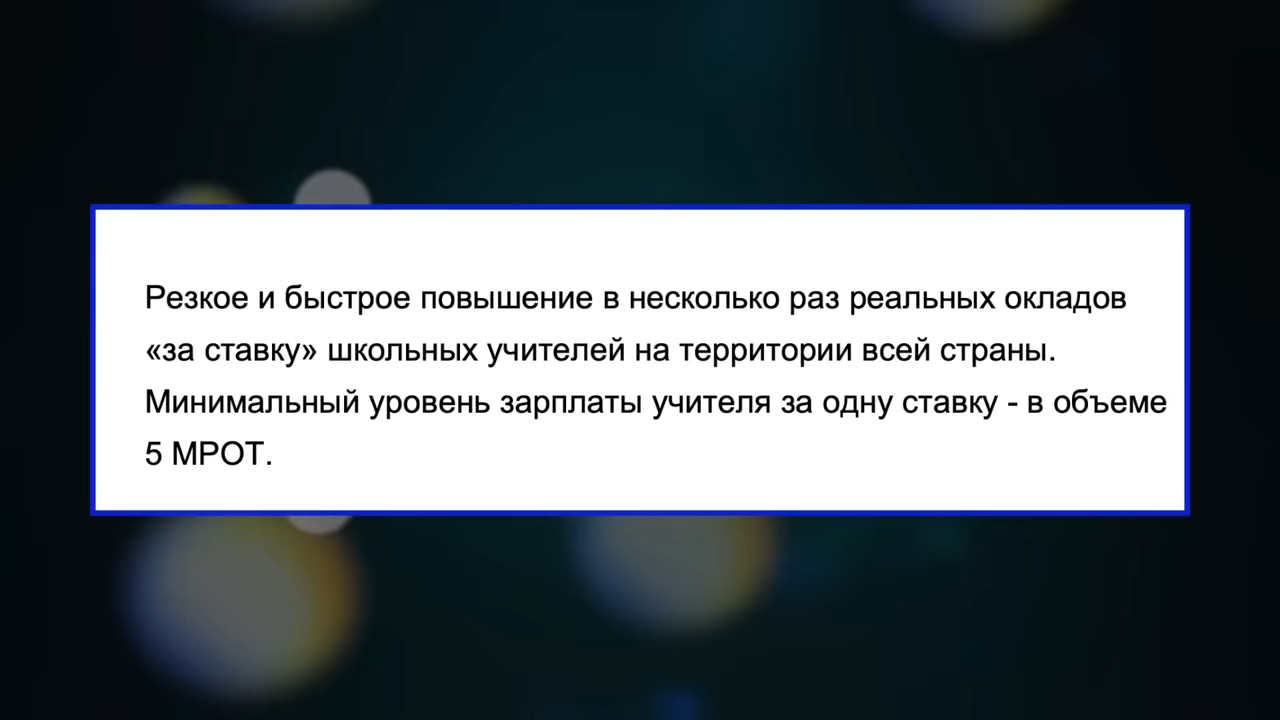 Резкое и быстрое повышение в несколько раз реальных окладов
«за ставку» школьных учителей на территории всей страны.
Минимальный уровень зарплаты учителя за одну ставку - в объеме
5 МРОТ.